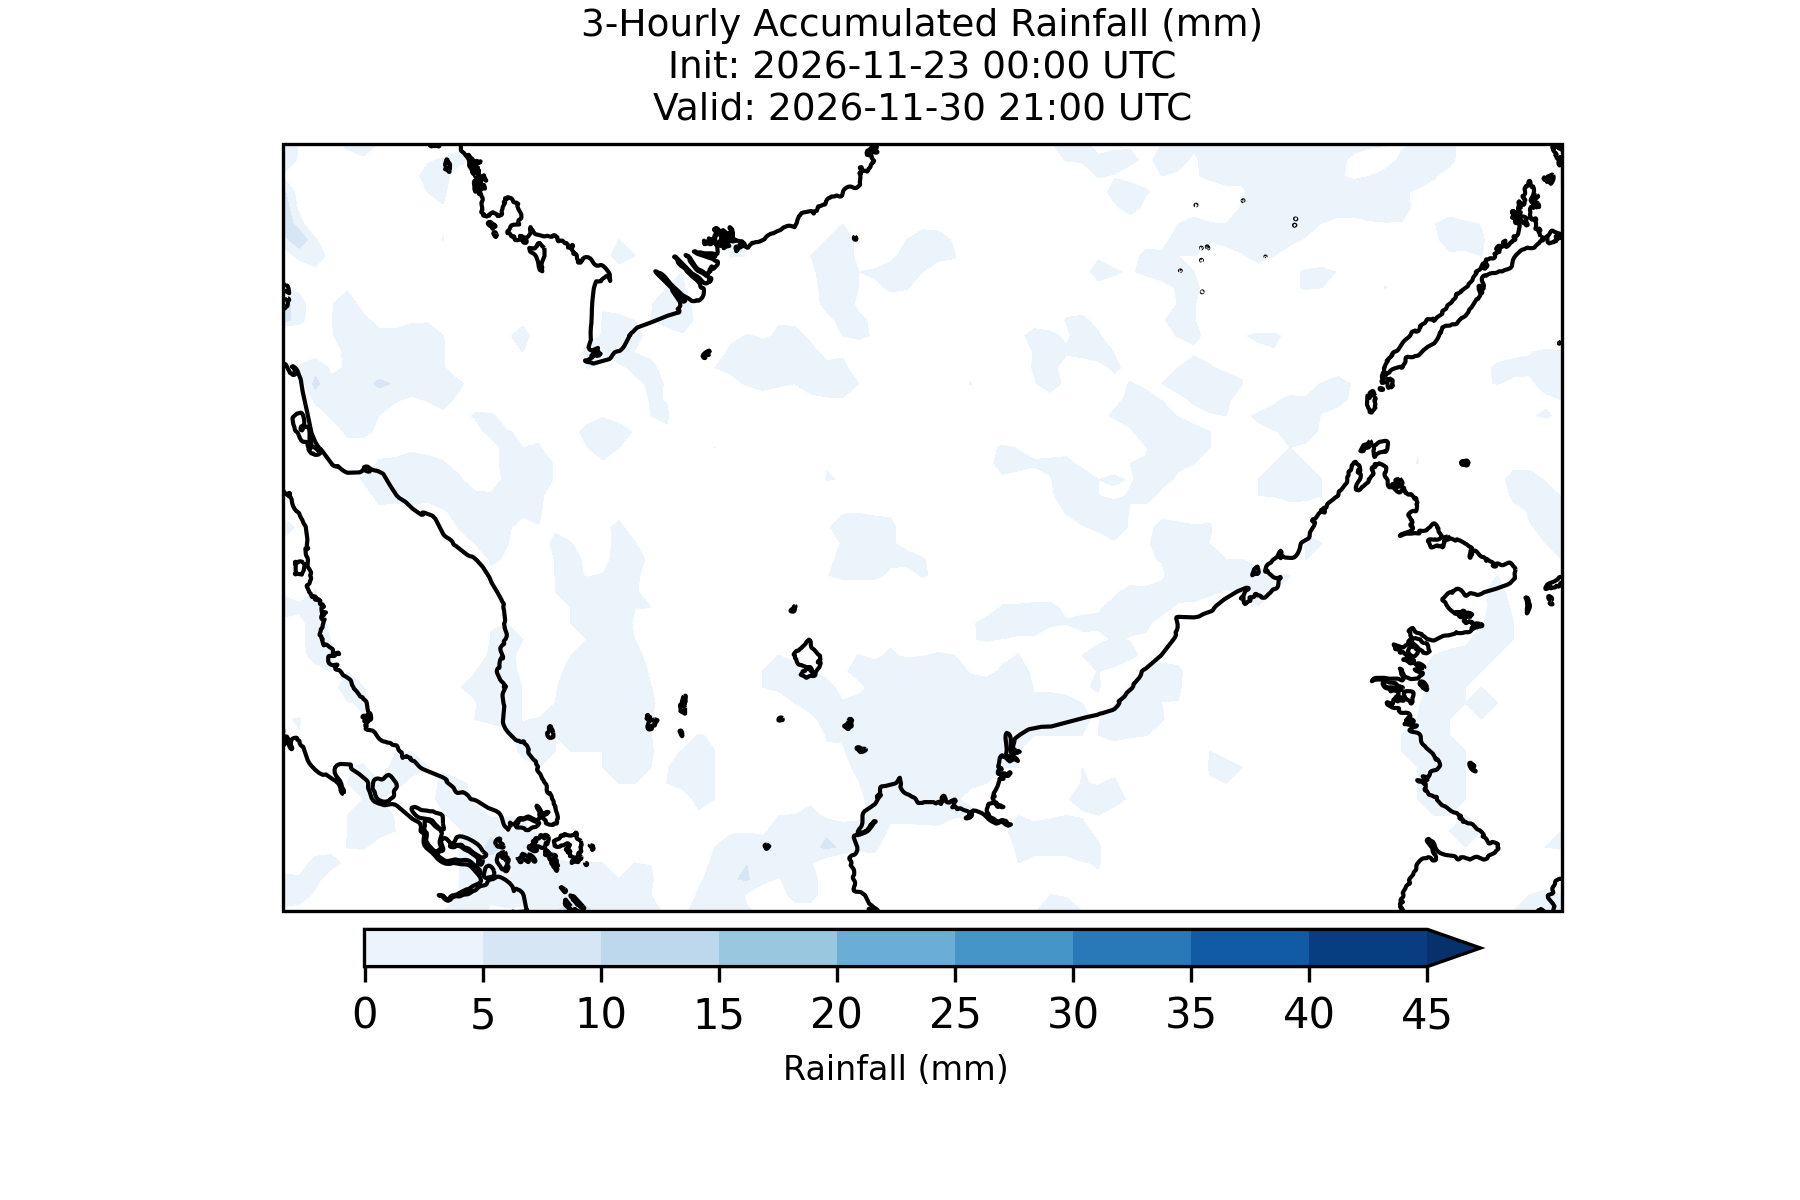 3-Hourly Accumulated Rainfall (mm)
Init: 2026-11-23 00:00 UTC
Valid: 2026-11-30 21:00 UTC
0 5 10 15 20 25 30 35 40 45
Rainfall (mm)